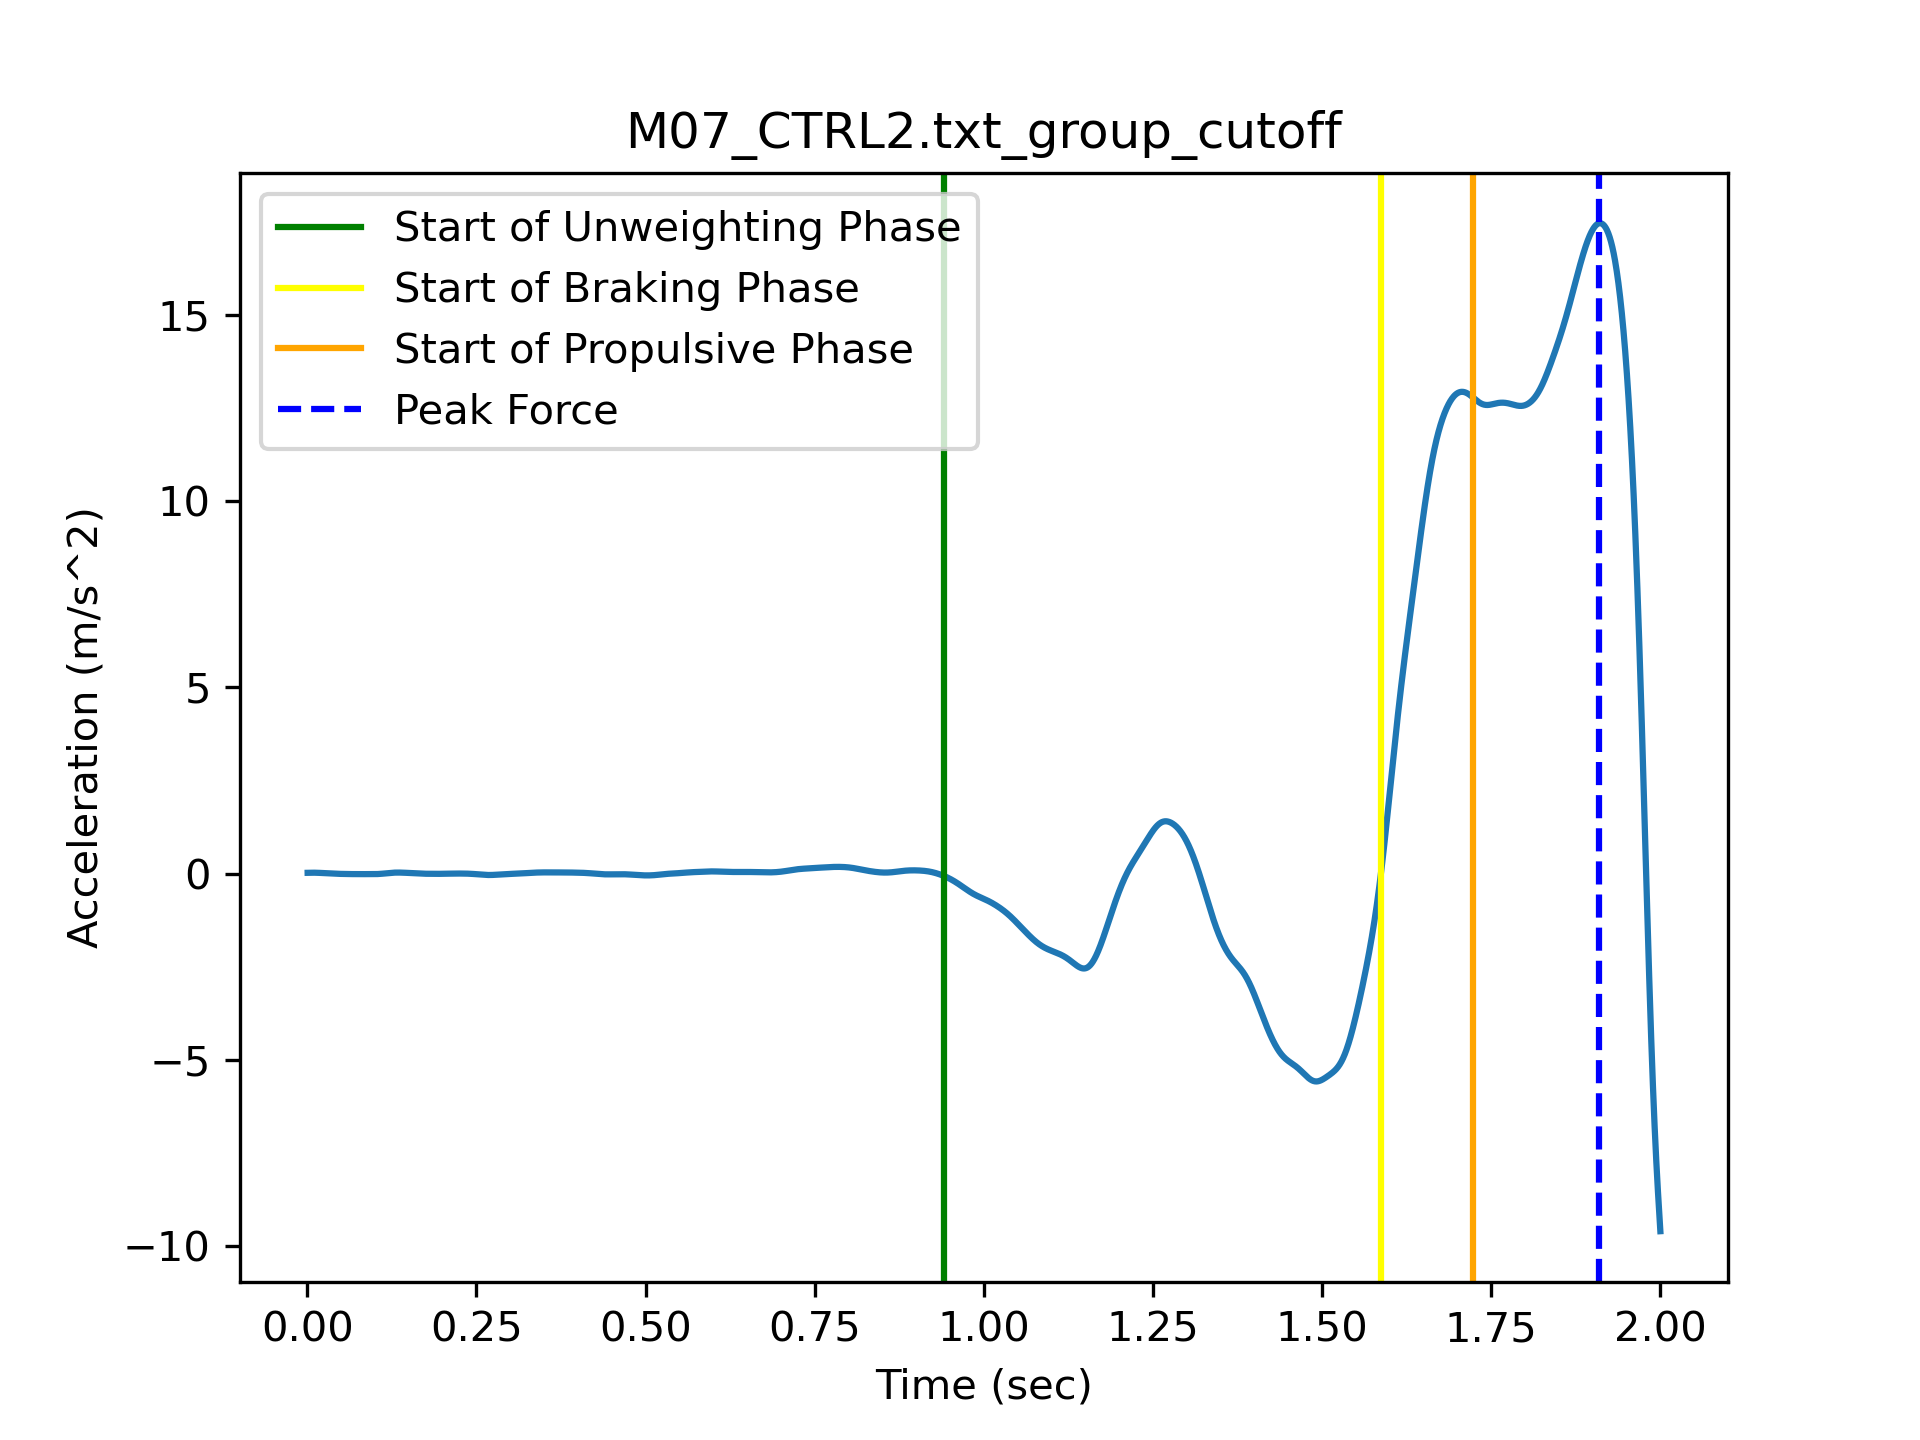 M07_CTRL2.txt_group_cutoff
Start of Unweighting Phase
Start of Braking Phase
Start of Propulsive Phase
Peak Force
15
10
5
0
−5
−10
Acceleration (m/s^2)
0.00 0.25 0.50 0.75 1.00 1.25 1.50 1.75 2.00
Time (sec)